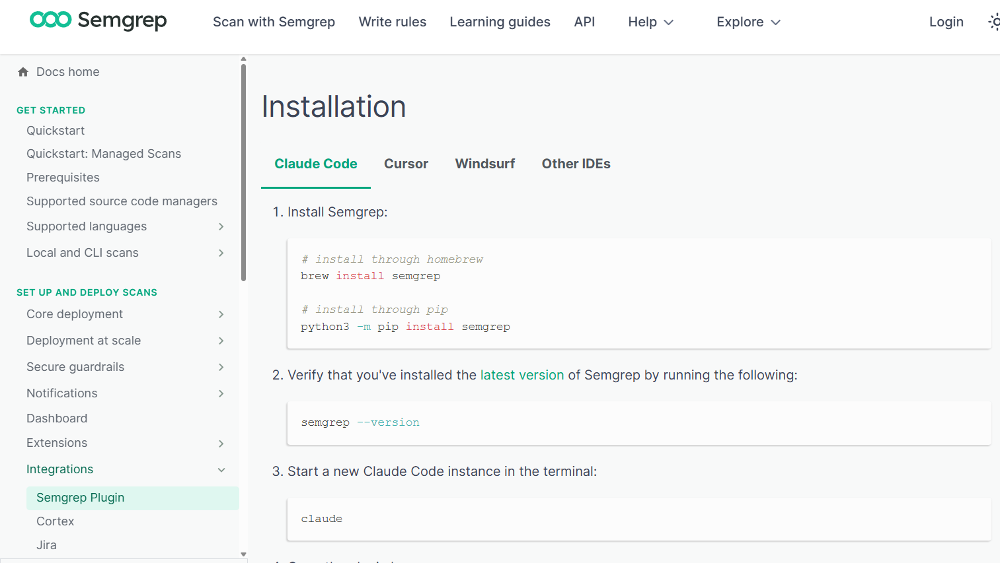 Semgrep
Scan with Semgrep
Write rules
Learning guides
API
Help
Explore
Login
Docs home
GET STARTED
Quickstart
Quickstart: Managed Scans
Prerequisites
Supported source code managers
Supported languages
Local and CLI scans
SET UP AND DEPLOY SCANS
Core deployment
Deployment at scale
Secure guardrails
Notifications
Dashboard
Extensions
Integrations
Semgrep Plugin
Cortex
Jira
Installation
Claude Code
Cursor
Windsurf
Other IDEs
1. Install Semgrep:
# install through homebrew
brew install semgrep
# install through pip
python3 -m pip install semgrep
2. Verify that you've installed the latest version of Semgrep by running the following:
semgrep --version
3. Start a new Claude Code instance in the terminal:
claude